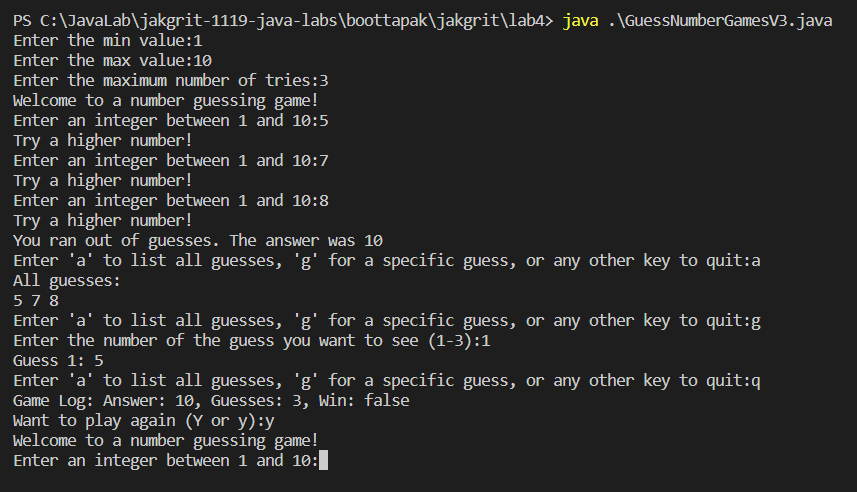 PS C:\JavaLab\jakgrit-1119-java-labs\boottapak\jakgrit\lab4> java .\GuessNumberGamesV3.java
Enter the min value:1
Enter the max value:10
Enter the maximum number of tries:3
Welcome to a number guessing game!
Enter an integer between 1 and 10:5
Try a higher number!
Enter an integer between 1 and 10:7
Try a higher number!
Enter an integer between 1 and 10:8
Try a higher number!
You ran out of guesses. The answer was 10
Enter 'a' to list all guesses, 'g' for a specific guess, or any other key to quit:a
All guesses:
5 7 8
Enter 'a' to list all guesses, 'g' for a specific guess, or any other key to quit:g
Enter the number of the guess you want to see (1-3):1
Guess 1: 5
Enter 'a' to list all guesses, 'g' for a specific guess, or any other key to quit:q
Game Log: Answer: 10, Guesses: 3, Win: false
Want to play again (Y or y):y
Welcome to a number guessing game!
Enter an integer between 1 and 10: